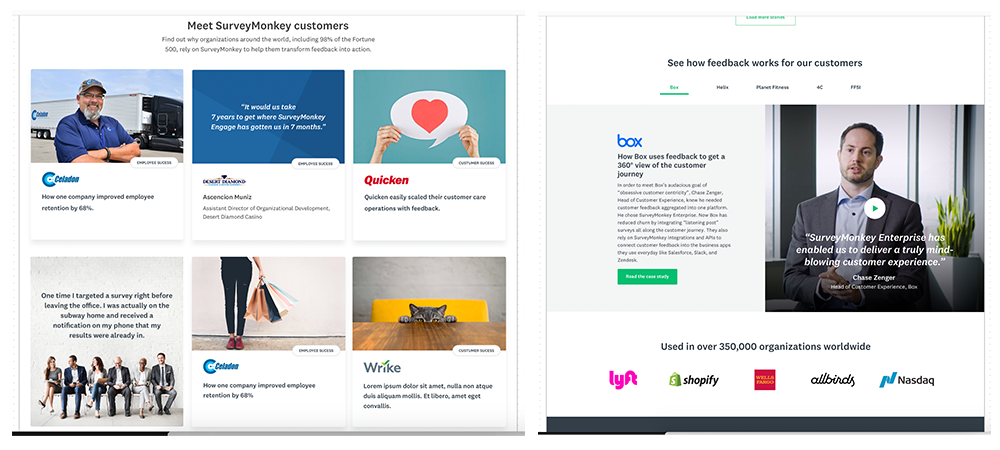 Meet SurveyMonkey customers
Find out why organizations around the world, including 98% of the Fortune
500, rely on SurveyMonkey to help them transform feedback into action.
Celadon
EMPLOYEE SUCESS
Celadon
How one company improved employee
retention by 68%.
“It would us take
7 years to get where SurveyMonkey
Engage has gotten us in 7 months.”
EMPLOYEE SUCESS
DESERT DIAMOND
Ascencion Muniz
Assistant Director of Organizational Development,
Desert Diamond Casino
CUSTUMER SUCESS
Quicken
Quicken easily scaled their customer care
operations with feedback.
One time I targeted a survey right before
leaving the office. I was actually on the
subway home and received a
notification on my phone that my
results were already in.
EMPLOYEE SUCESS
Celadon
How one company improved employee
retention by 68%
CUSTUMER SUCESS
Wrike
Lorem ipsum dolor sit amet, nulla non atque
duis aliquam mollis. Et libero, amet eget
convallis.
Load More Stories
See how feedback works for our customers
Box Helix Planet Fitness 4C FFSI
box
How Box uses feedback to get a
360° view of the customer
journey
In order to meet Box's audacious goal of
“obsessive customer centricity”, Chase Zenger,
Head of Customer Experience, knew he needed
customer feedback aggregated into one platform.
He chose SurveyMonkey Enterprise. Now Box has
reduced churn by integrating “listening post”
surveys all along the customer journey. They also
rely on SurveyMonkey integrations and APIs to
connect customer feedback into the business apps
they use everyday like Salesforce, Slack, and
Zendesk.
Read the case study
“SurveyMonkey Enterprise has
enabled us to deliver a truly mind-
blowing customer experience.”
Chase Zenger
Head of Customer Experience, Box
Used in over 350,000 organizations worldwide
lyft
shopify
WELLS
FARGO
allbirds
Nasdaq